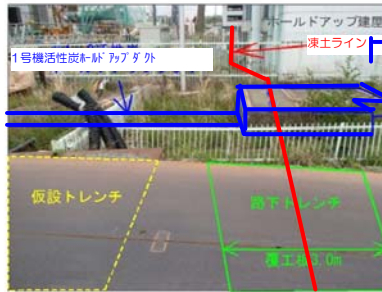 ホールドアップ建屋
凍土ライン
1号機活性炭ﾎｰﾙﾄﾞｱｯﾌﾟﾀﾞｸﾄ
仮設トレンチ
路下トレンチ
覆工板3.0m